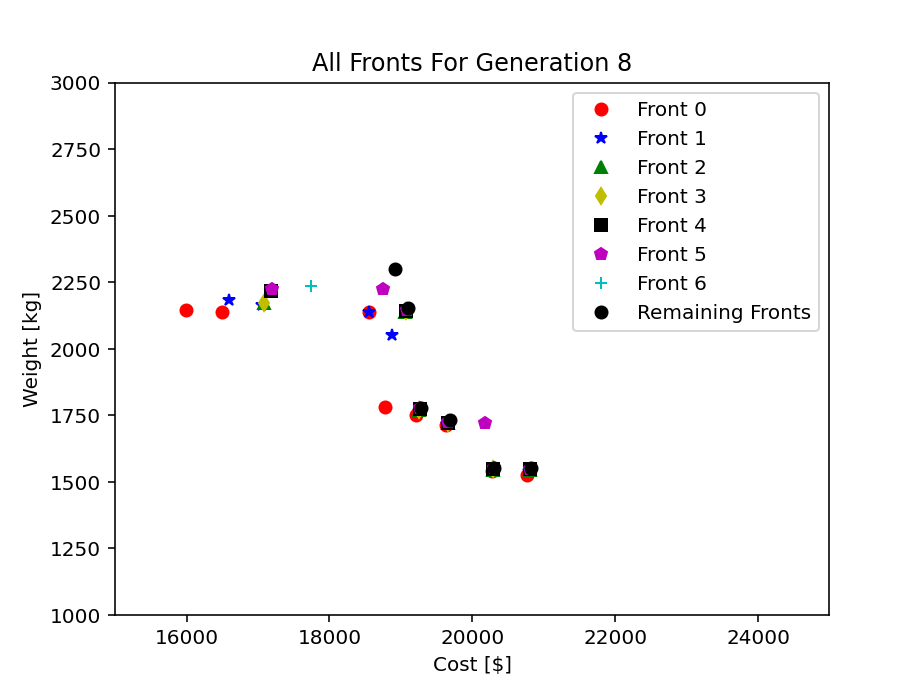 All Fronts For Generation 8
3000
2750
2500
2250
2000
1750
1500
1250
1000
Weight [kg]
Front 0
Front 1
Front 2
Front 3
Front 4
Front 5
Front 6
Remaining Fronts
16000 18000 20000 22000 24000
Cost [$]